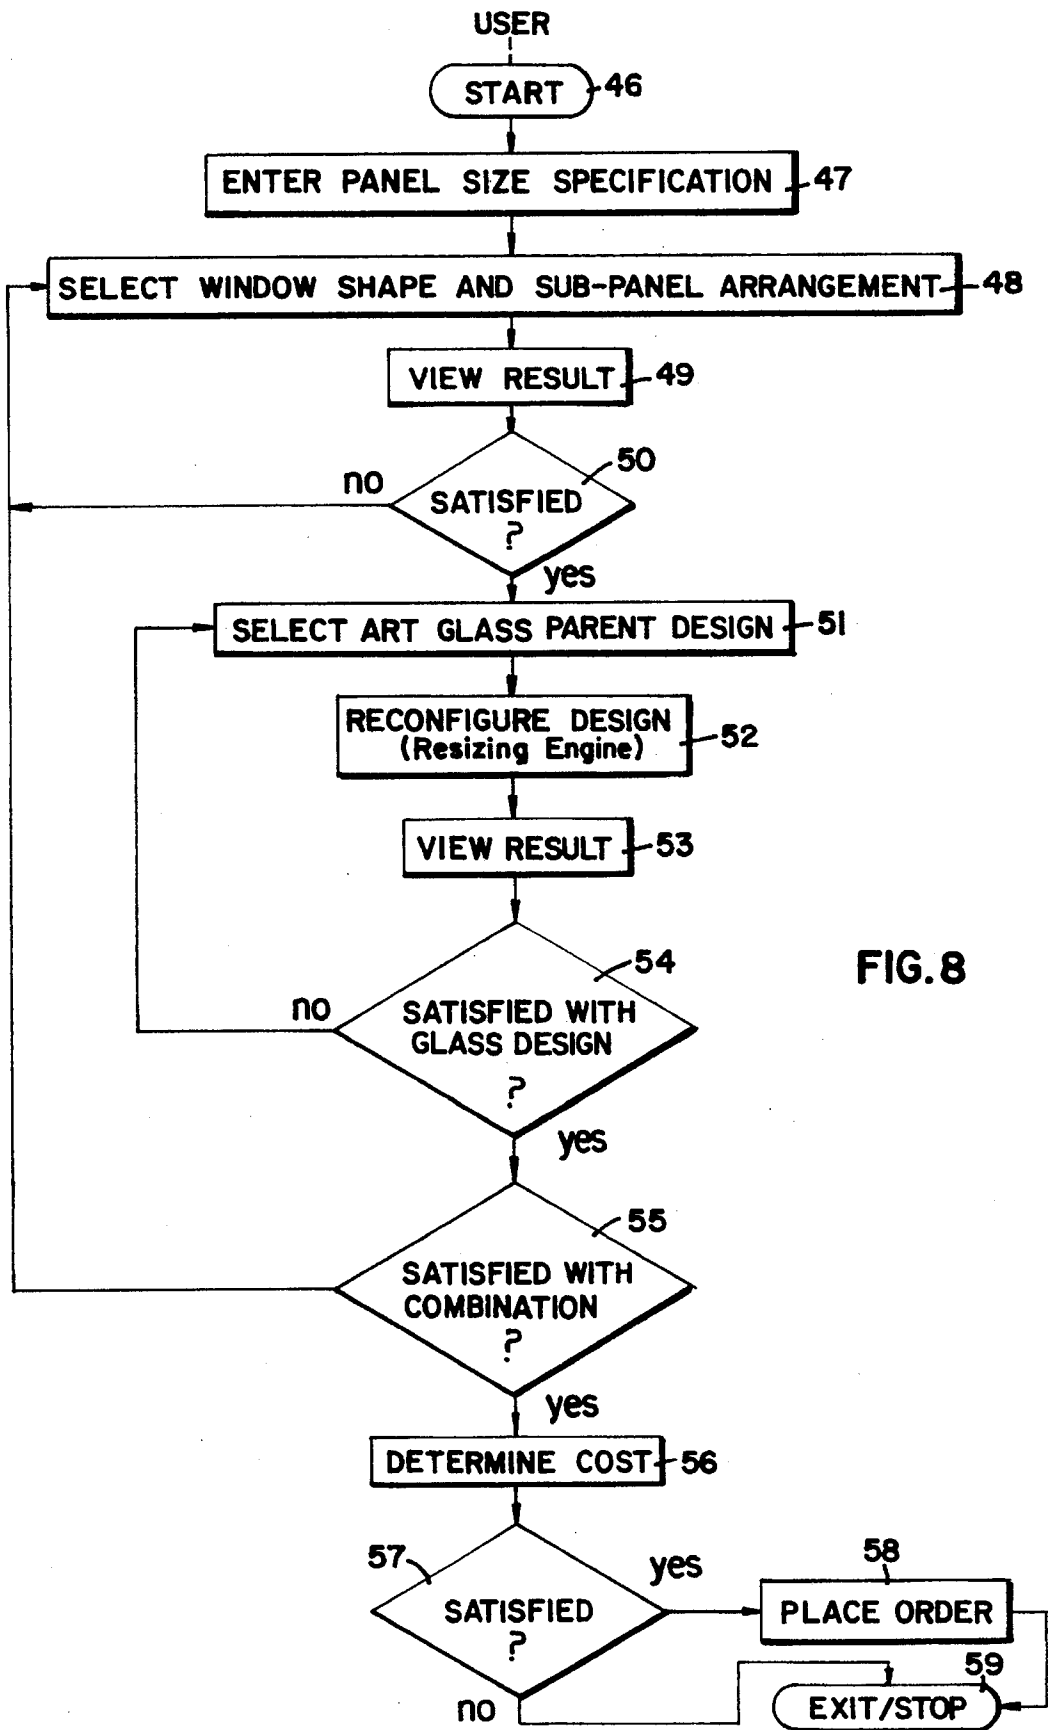 USER
START
46
ENTER PANEL SIZE SPECIFICATION
47
SELECT WINDOW SHAPE AND SUB-PANEL ARRANGEMENT
48
VIEW RESULT
49
50
no
SATISFIED
?
yes
SELECT ART GLASS PARENT DESIGN
51
RECONFIGURE DESIGN
(Resizing Engine)
52
VIEW RESULT
53
54
FIG.8
no
SATISFIED WITH
GLASS DESIGN
?
yes
55
SATISFIED WITH
COMBINATION
?
yes
DETERMINE COST
56
57
yes
58
SATISFIED
?
PLACE ORDER
59
no
EXIT/STOP